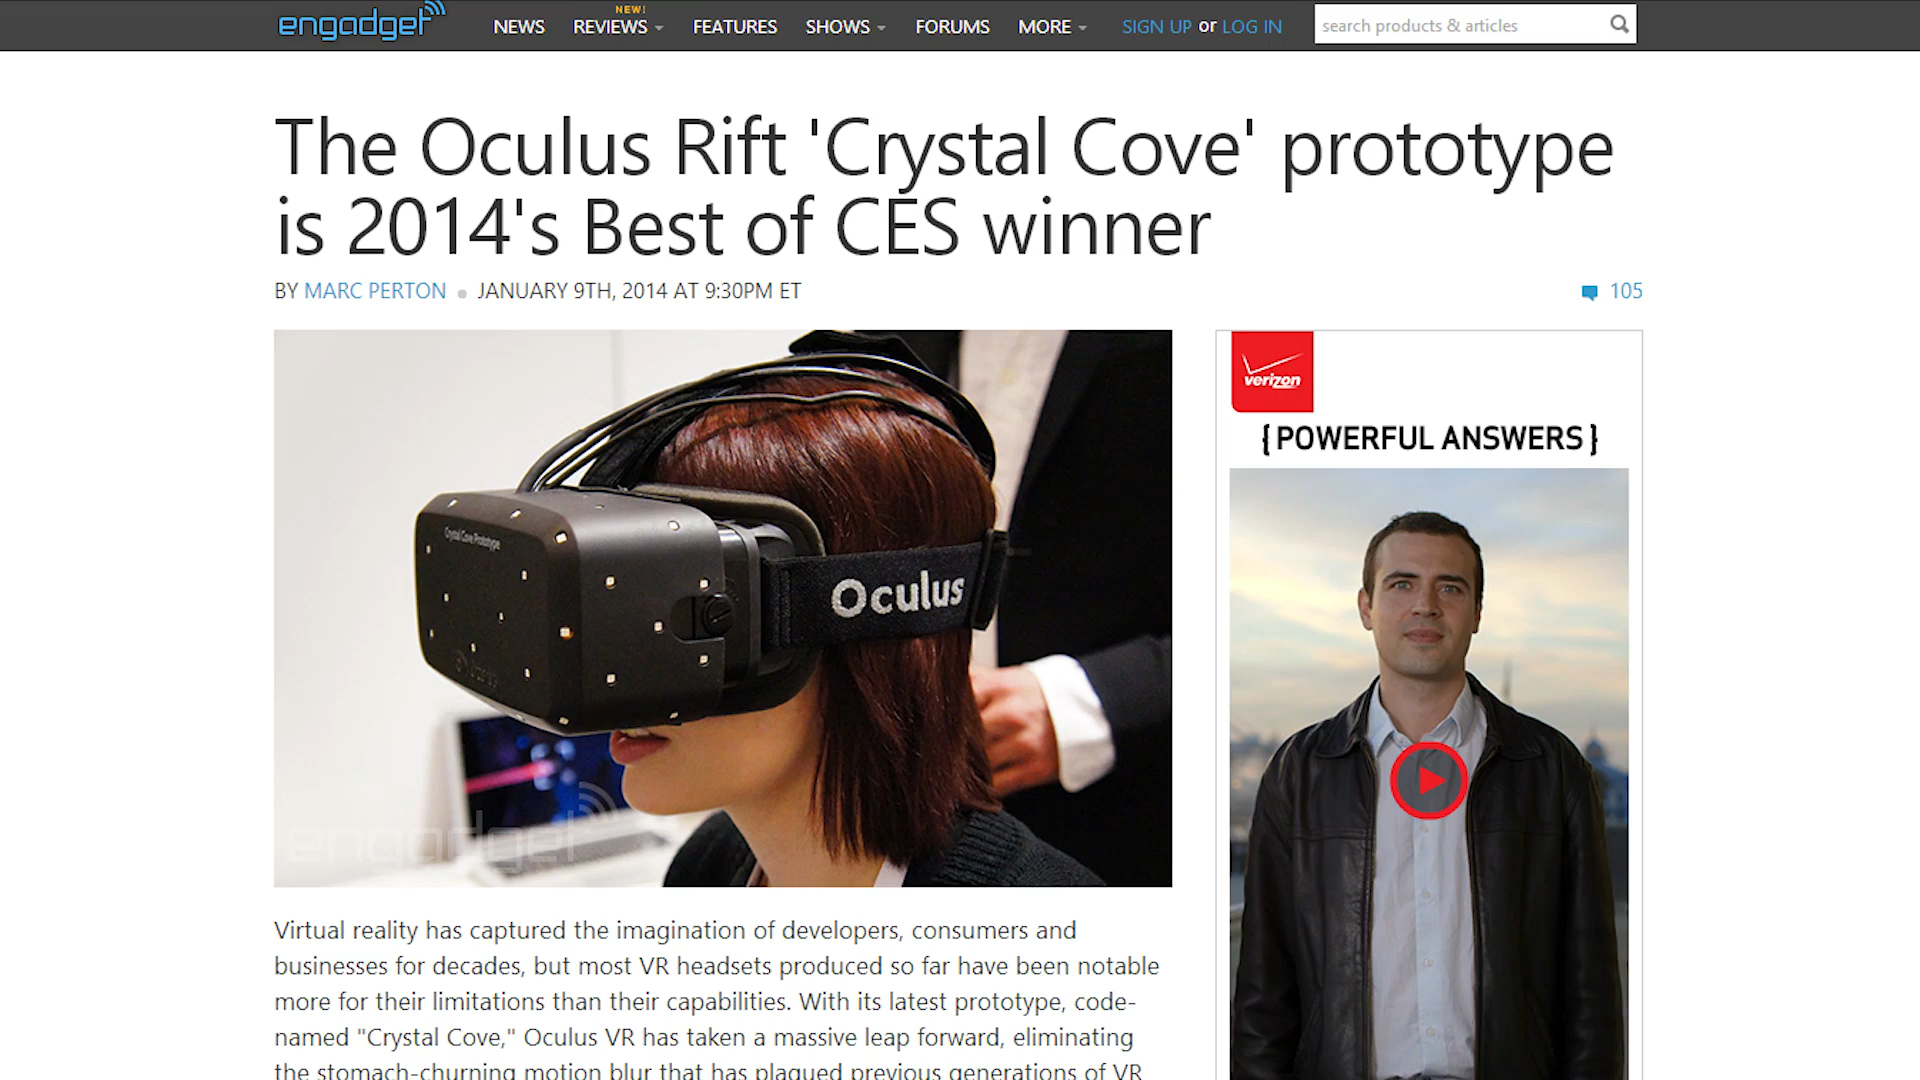 engadget
NEWS
NEW!
REVIEWS
FEATURES
SHOWS
FORUMS
MORE
SIGN UP or LOG IN
search products & articles
The Oculus Rift 'Crystal Cove' prototype
is 2014's Best of CES winner
BY MARC PERTON JANUARY 9TH, 2014 AT 9:30PM ET
105
Crystal Cove Prototype
Oculus
engadget
verizon
{ POWERFUL ANSWERS }
Virtual reality has captured the imagination of developers, consumers and
businesses for decades, but most VR headsets produced so far have been notable
more for their limitations than their capabilities. With its latest prototype, code-
named "Crystal Cove," Oculus VR has taken a massive leap forward, eliminating
the stomach-churning motion blur that has plagued previous generations of VR